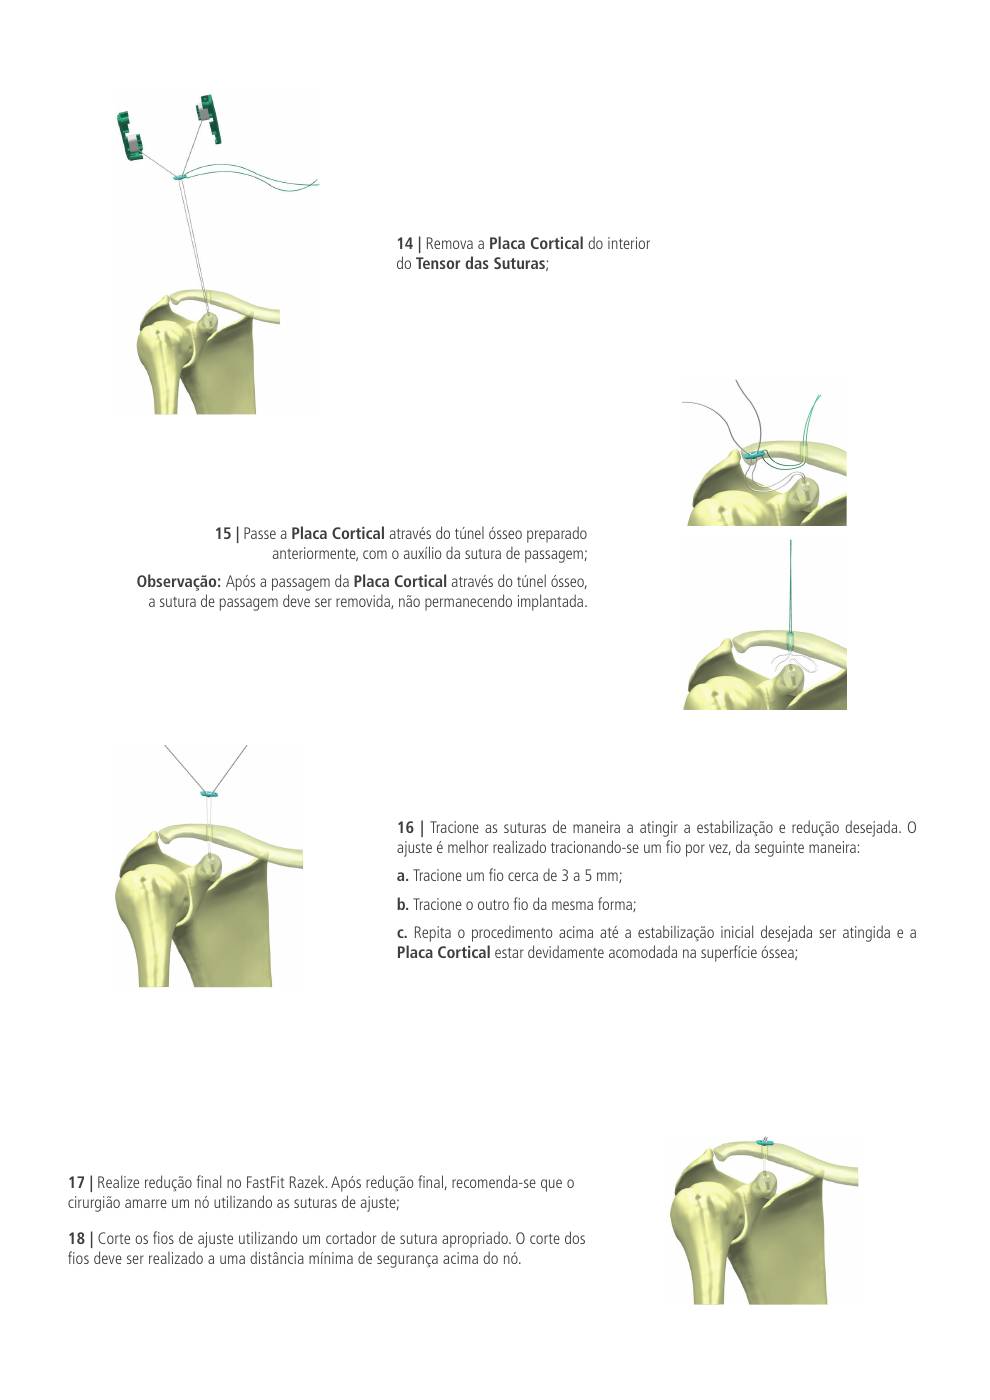 14 | Remova a Placa Cortical do interior
do Tensor das Suturas;
15 | Passe a Placa Cortical através do túnel ósseo preparado
anteriormente, com o auxílio da sutura de passagem;
Observação: Após a passagem da Placa Cortical através do túnel ósseo,
a sutura de passagem deve ser removida, não permanecendo implantada.
16 | Tracione as suturas de maneira a atingir a estabilização e redução desejada. O
ajuste é melhor realizado tracionando-se um fio por vez, da seguinte maneira:
a. Tracione um fio cerca de 3 a 5 mm;
b. Tracione o outro fio da mesma forma;
c. Repita o procedimento acima até a estabilização inicial desejada ser atingida e a
Placa Cortical estar devidamente acomodada na superfície óssea;
17 | Realize redução final no FastFit Razek. Após redução final, recomenda-se que o
cirurgião amarre um nó utilizando as suturas de ajuste;
18 | Corte os fios de ajuste utilizando um cortador de sutura apropriado. O corte dos
fios deve ser realizado a uma distância mínima de segurança acima do nó.